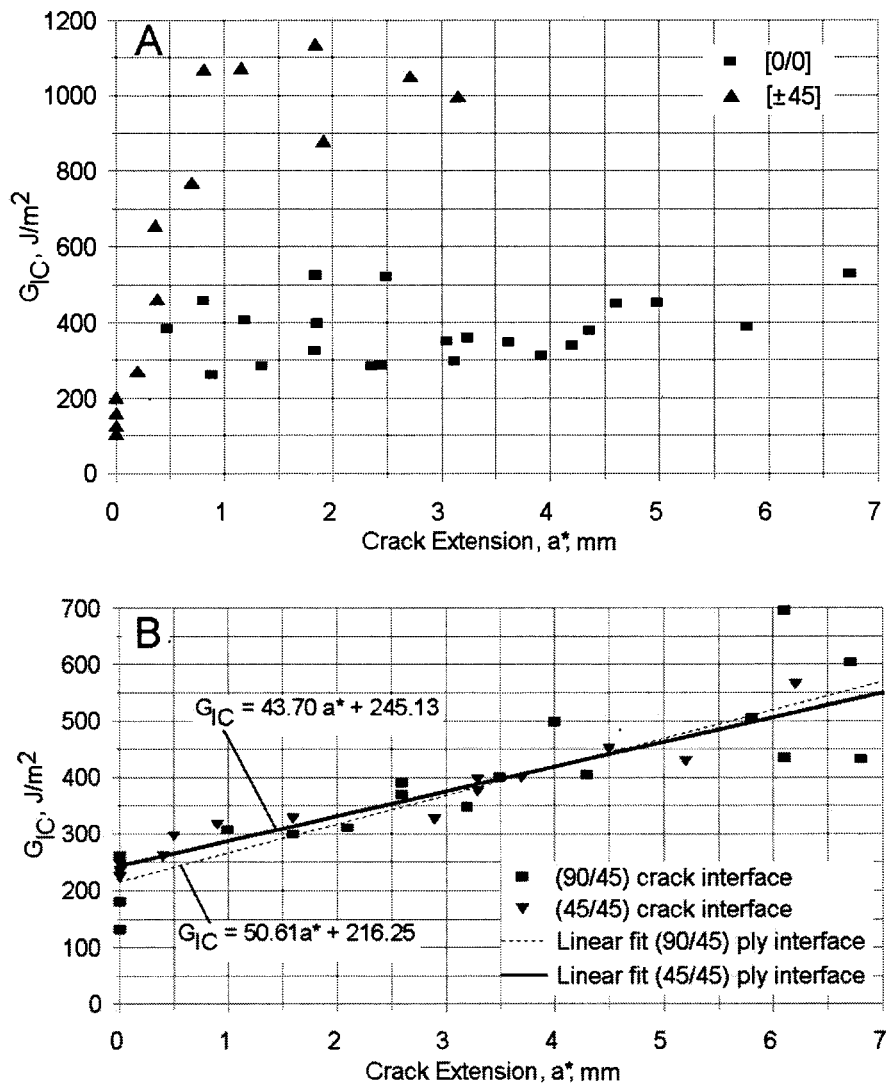 A
1200
1000
800
600
400
200
0
G_IC, J/m²
[0/0]
[±45]
0 1 2 3 4 5 6 7
Crack Extension, a*, mm
B
700
600
500
400
300
200
100
0
G_IC, J/m²
G_IC = 43.70 a* + 245.13
G_IC = 50.61a* + 216.25
(90/45) crack interface
(45/45) crack interface
Linear fit (90/45) ply interface
Linear fit (45/45) ply interface
0 1 2 3 4 5 6 7
Crack Extension, a*, mm